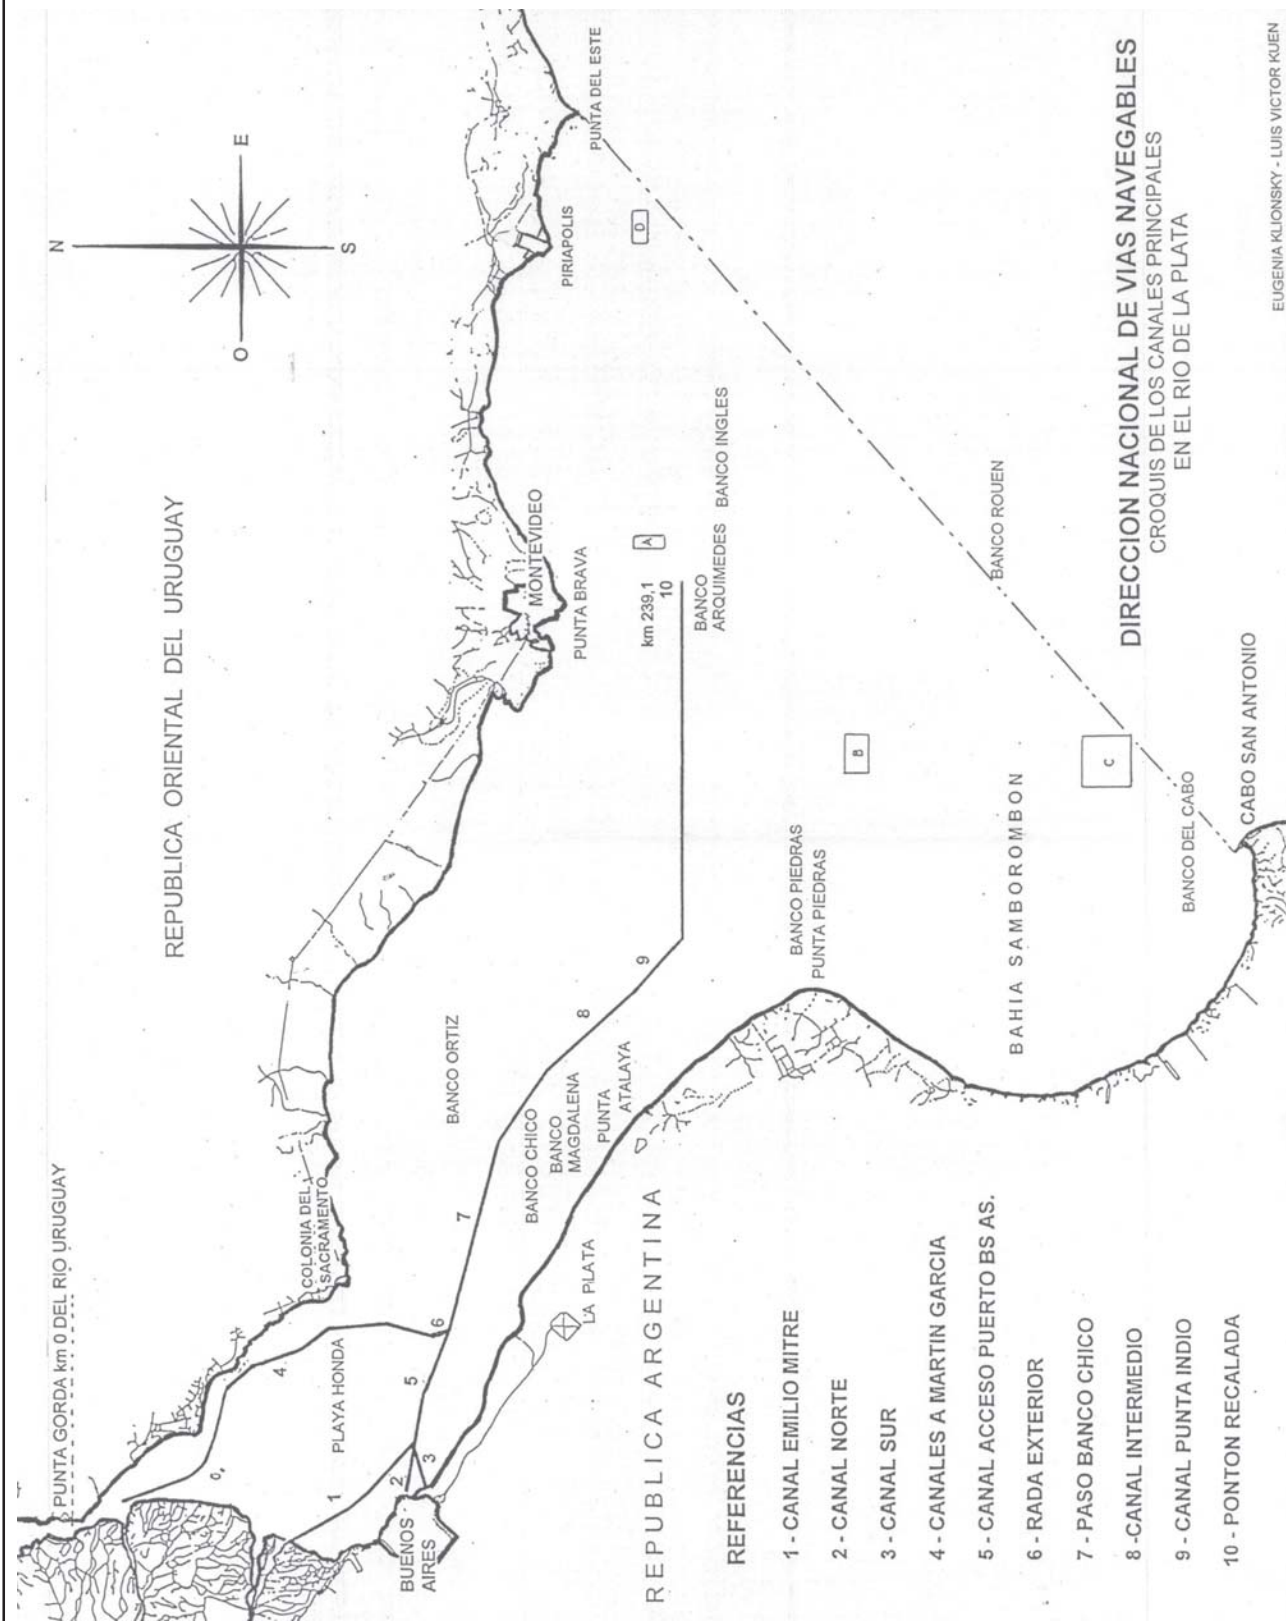 PUNTA GORDA km 0 DEL RIO URUGUAY
REPUBLICA ORIENTAL DEL URUGUAY
N
O
E
S
COLONIA DEL
SACRAMENTO
MONTEVIDEO
PUNTA BRAVA
PIRIAPOLIS
PUNTA DEL ESTE
0,
4
PLAYA HONDA
1
2
3
5
6
7
8
9
BANCO ORTIZ
km 239,1
10
A
D
BUENOS
AIRES
LA PLATA
BANCO CHICO
BANCO
MAGDALENA
PUNTA
ATALAYA
BANCO
ARQUIMEDES
BANCO INGLES
BANCO PIEDRAS
PUNTA PIEDRAS
B
BANCO ROUEN
BAHIA SAMBOROMBON
C
BANCO DEL CABO
CABO SAN ANTONIO
REPUBLICA ARGENTINA
REFERENCIAS
1 - CANAL EMILIO MITRE
2 - CANAL NORTE
3 - CANAL SUR
4 - CANALES A MARTIN GARCIA
5 - CANAL ACCESO PUERTO BS AS.
6 - RADA EXTERIOR
7 - PASO BANCO CHICO
8-CANAL INTERMEDIO
9 - CANAL PUNTA INDIO
10 - PONTON RECALADA
DIRECCION NACIONAL DE VIAS NAVEGABLES
CROQUIS DE LOS CANALES PRINCIPALES
EN EL RIO DE LA PLATA
EUGENIA KLIONSKY - LUIS VICTOR KUEN